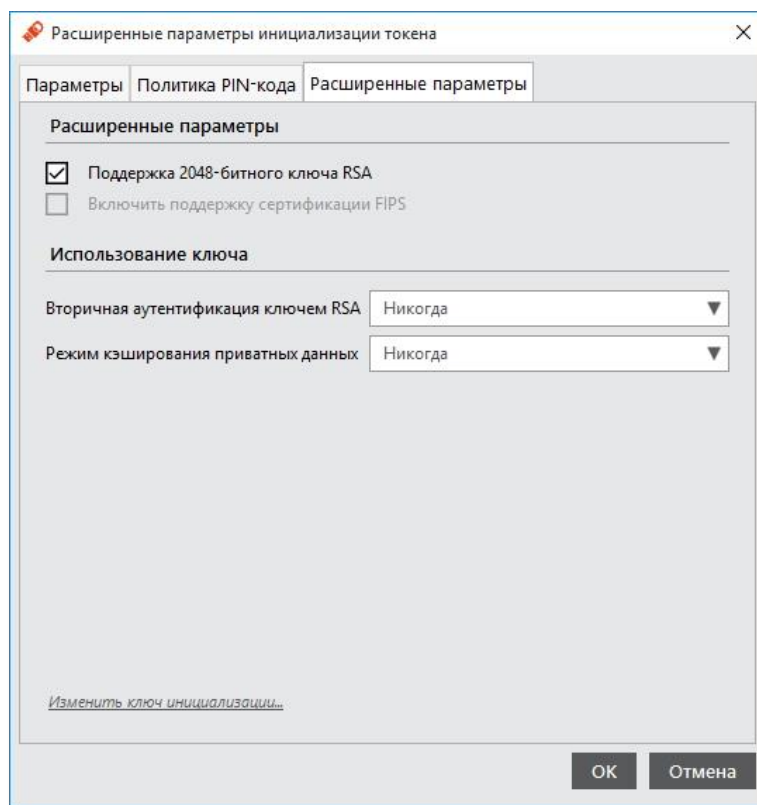 Расширенные параметры инициализации токена
Параметры Политика PIN-кода Расширенные параметры
Расширенные параметры
Поддержка 2048-битного ключа RSA
Включить поддержку сертификации FIPS
Использование ключа
Вторичная аутентификация ключем RSA Никогда
Режим кэширования приватных данных Никогда
Изменить ключ инициализации...
ОК Отмена